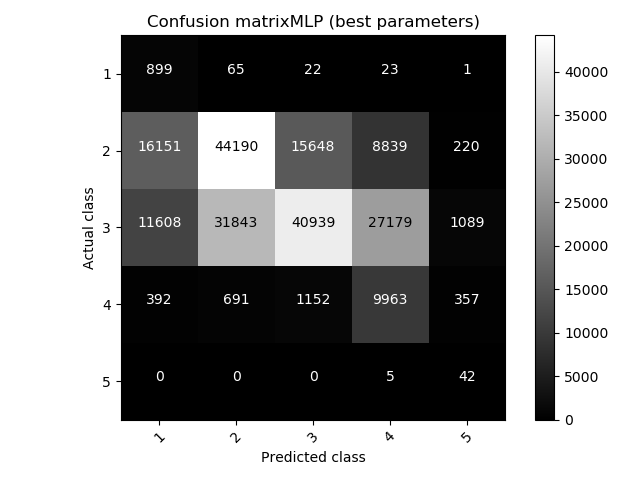 Confusion matrixMLP (best parameters)
1 899 65 22 23 1
2 16151 44190 15648 8839 220
3 11608 31843 40939 27179 1089
4 392 691 1152 9963 357
5 0 0 0 5 42
1 2 3 4 5
Predicted class
Actual class
40000
35000
30000
25000
20000
15000
10000
5000
0